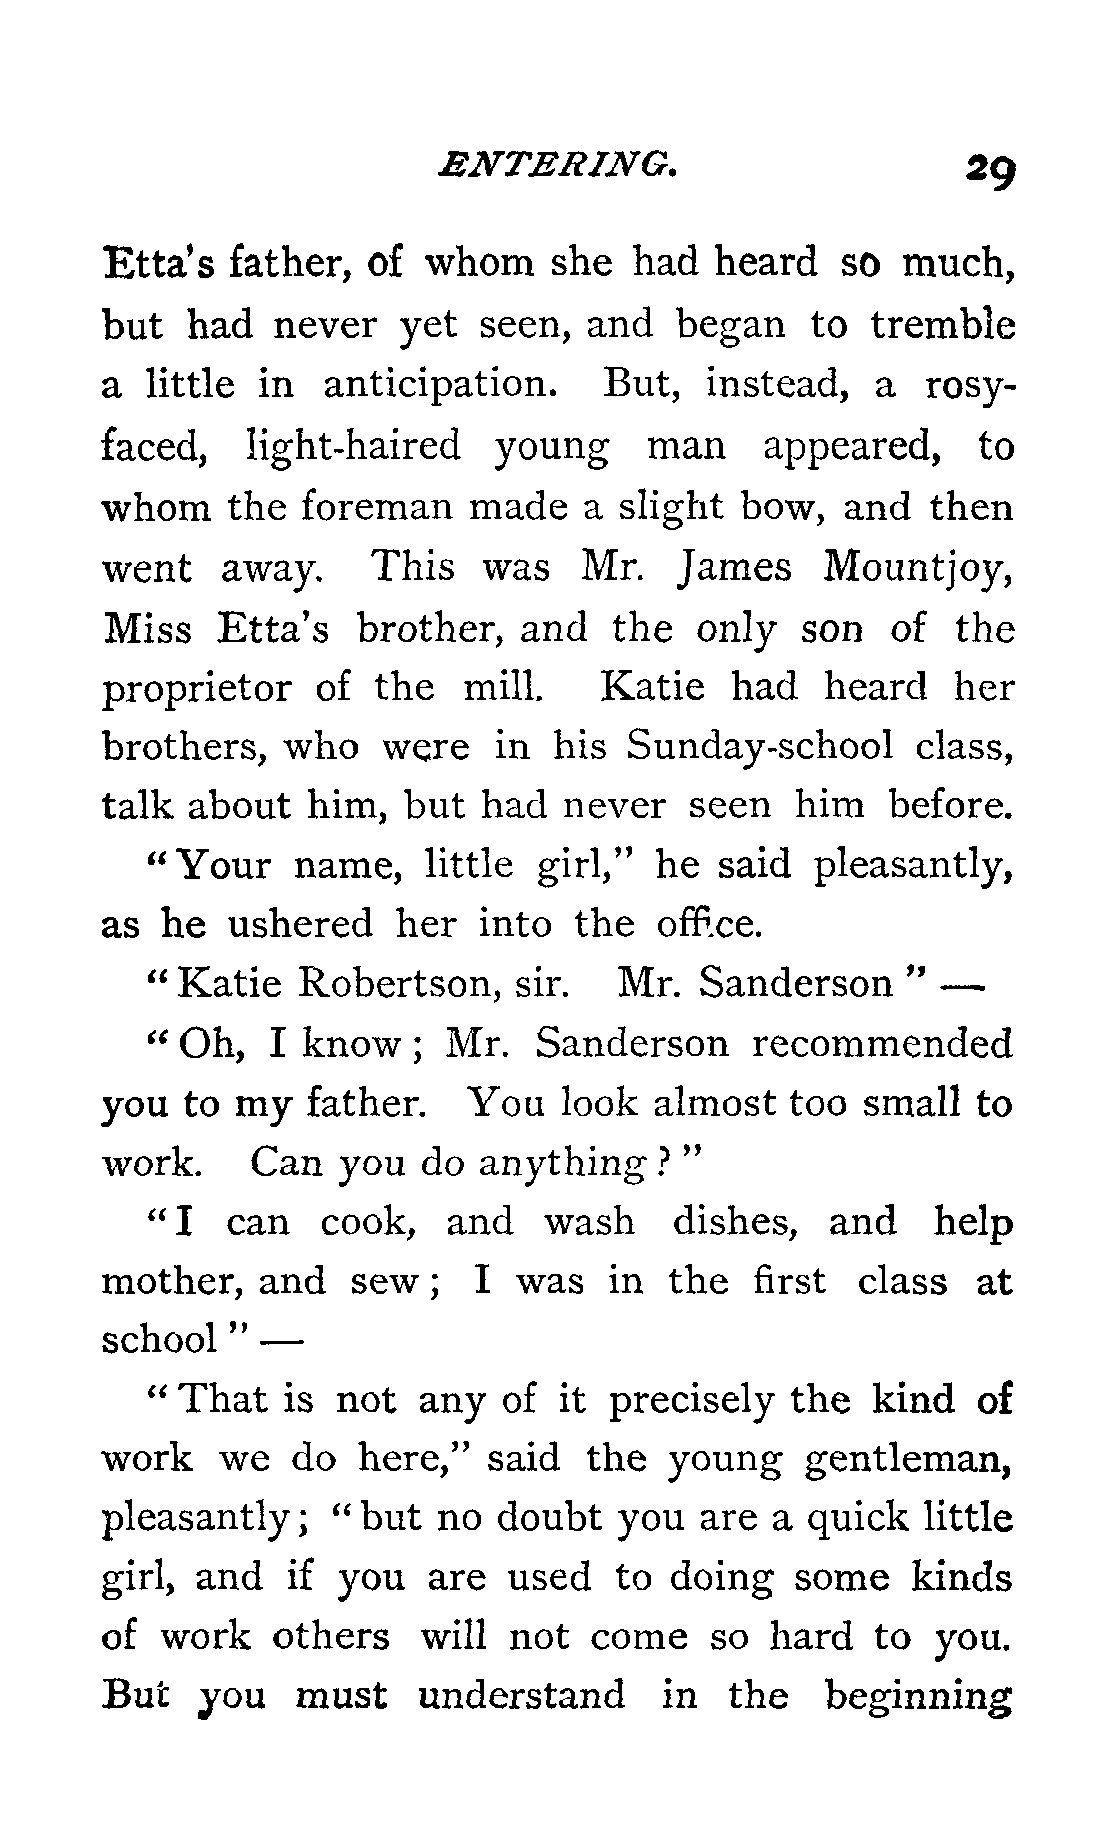 ENTERING. 29
Etta's father, of whom she had heard so much,
but had never yet seen, and began to tremble
a little in anticipation. But, instead, a rosy-
faced, light-haired young man appeared, to
whom the foreman made a slight bow, and then
went away. This was Mr. James Mountjoy,
Miss Etta's brother, and the only son of the
proprietor of the mill. Katie had heard her
brothers, who were in his Sunday-school class,
talk about him, but had never seen him before.
"Your name, little girl," he said pleasantly,
as he ushered her into the office.
"Katie Robertson, sir. Mr. Sanderson" —
"Oh, I know; Mr. Sanderson recommended
you to my father. You look almost too small to
work. Can you do anything?"
"I can cook, and wash dishes, and help
mother, and sew; I was in the first class at
school" —
"That is not any of it precisely the kind of
work we do here," said the young gentleman,
pleasantly; "but no doubt you are a quick little
girl, and if you are used to doing some kinds
of work others will not come so hard to you.
But you must understand in the beginning